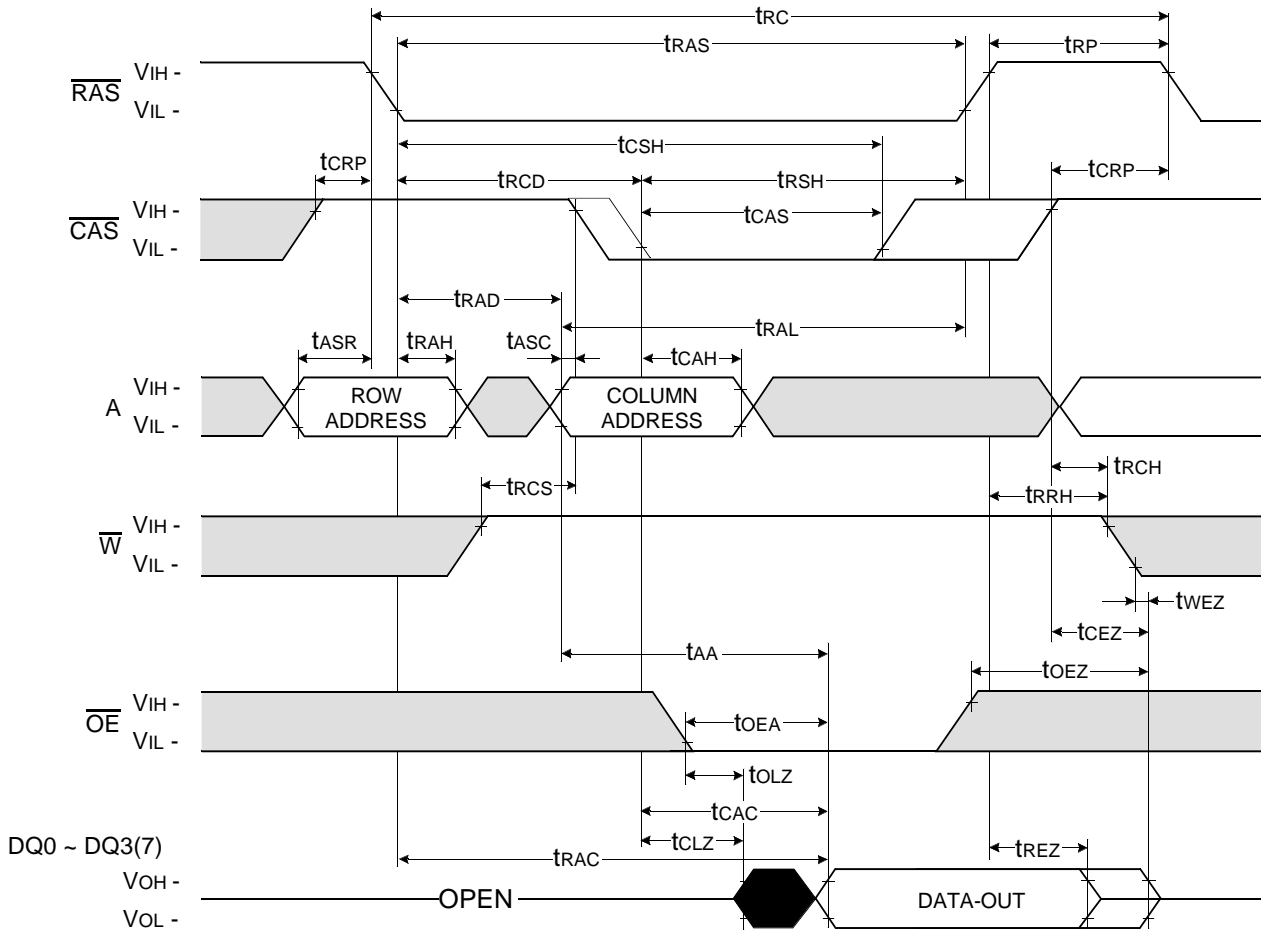 tRC
tRAS
tRP
RAS
VIH -
VIL -
tCSH
tCRP
tRCD
tRSH
tCRP
CAS
VIH -
VIL -
tCAS
tRAD
tRAL
tASR
tRAH
tASC
tCAH
A
VIH -
VIL -
ROW
ADDRESS
COLUMN
ADDRESS
tRCH
tRCS
tRRH
W
VIH -
VIL -
tWEZ
tCEZ
tAA
tOEZ
OE
VIH -
VIL -
tOEA
tOLZ
tCAC
DQ0 ~ DQ3(7)
tCLZ
tREZ
tRAC
VOH -
VOL -
OPEN
DATA-OUT